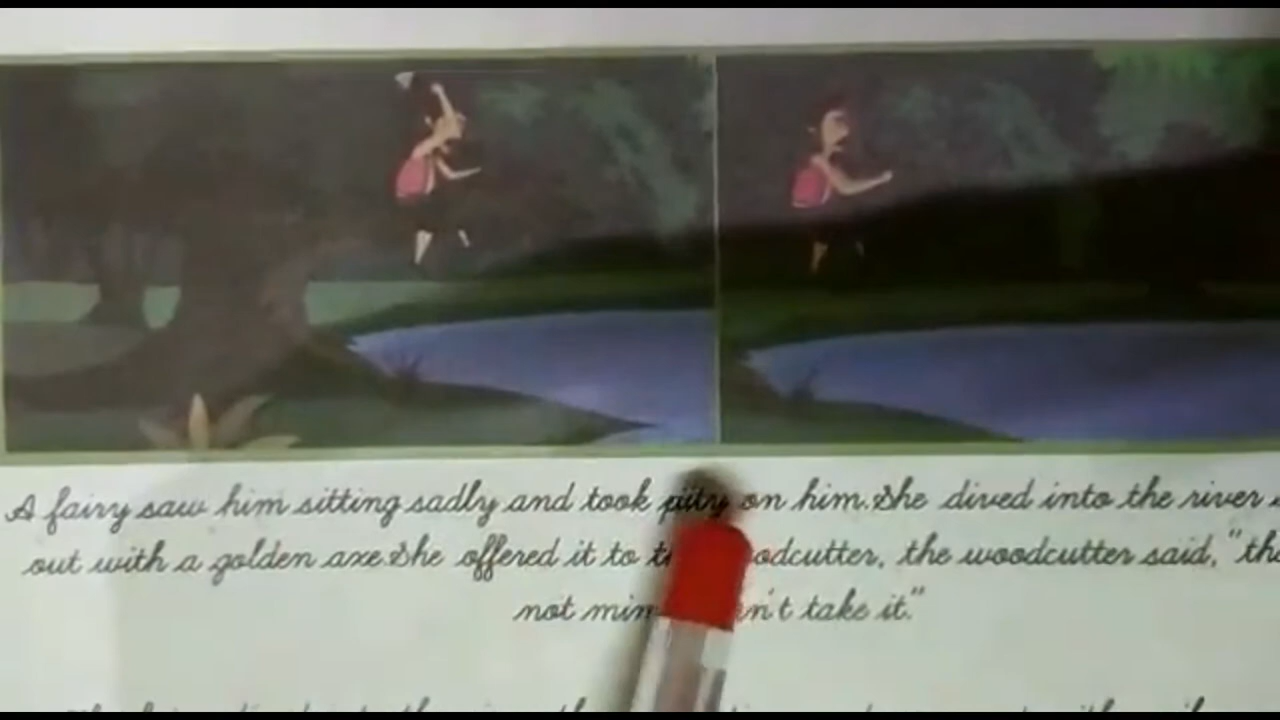 A fairy saw him sitting sadly and took pity on him. She dived into the river
out with a golden axe. She offered it to the woodcutter, the woodcutter said, "th
not min n't take it."